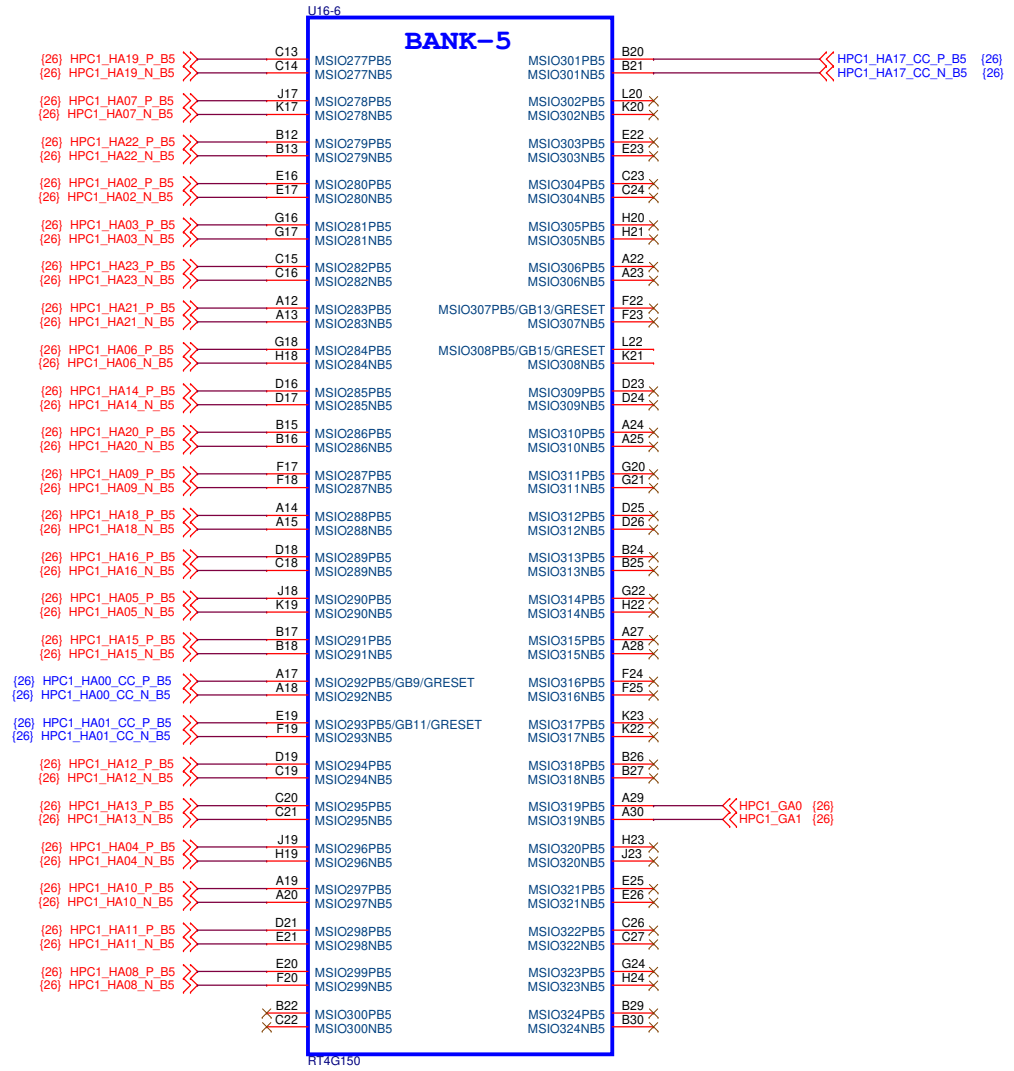 U16-6
BANK-5
{26} HPC1_HA19_P_B5 C13 MSIO277PB5 MSIO301PB5 B20 HPC1_HA17_CC_P_B5 {26}
{26} HPC1_HA19_N_B5 C14 MSIO277NB5 MSIO301NB5 B21 HPC1_HA17_CC_N_B5 {26}
{26} HPC1_HA07_P_B5 J17 MSIO278PB5 MSIO302PB5 L20
{26} HPC1_HA07_N_B5 K17 MSIO278NB5 MSIO302NB5 K20
{26} HPC1_HA22_P_B5 B12 MSIO279PB5 MSIO303PB5 E22
{26} HPC1_HA22_N_B5 B13 MSIO279NB5 MSIO303NB5 E23
{26} HPC1_HA02_P_B5 E16 MSIO280PB5 MSIO304PB5 C23
{26} HPC1_HA02_N_B5 E17 MSIO280NB5 MSIO304NB5 C24
{26} HPC1_HA03_P_B5 G16 MSIO281PB5 MSIO305PB5 H20
{26} HPC1_HA03_N_B5 G17 MSIO281NB5 MSIO305NB5 H21
{26} HPC1_HA23_P_B5 C15 MSIO282PB5 MSIO306PB5 A22
{26} HPC1_HA23_N_B5 C16 MSIO282NB5 MSIO306NB5 A23
{26} HPC1_HA21_P_B5 A12 MSIO283PB5 MSIO307PB5/GB13/GRESET F22
{26} HPC1_HA21_N_B5 A13 MSIO283NB5 MSIO307NB5 F23
{26} HPC1_HA06_P_B5 G18 MSIO284PB5 MSIO308PB5/GB15/GRESET L22
{26} HPC1_HA06_N_B5 H18 MSIO284NB5 MSIO308NB5 K21
{26} HPC1_HA14_P_B5 D16 MSIO285PB5 MSIO309PB5 D23
{26} HPC1_HA14_N_B5 D17 MSIO285NB5 MSIO309NB5 D24
{26} HPC1_HA20_P_B5 B15 MSIO286PB5 MSIO310PB5 A24
{26} HPC1_HA20_N_B5 B16 MSIO286NB5 MSIO310NB5 A25
{26} HPC1_HA09_P_B5 F17 MSIO287PB5 MSIO311PB5 G20
{26} HPC1_HA09_N_B5 F18 MSIO287NB5 MSIO311NB5 G21
{26} HPC1_HA18_P_B5 A14 MSIO288PB5 MSIO312PB5 D25
{26} HPC1_HA18_N_B5 A15 MSIO288NB5 MSIO312NB5 D26
{26} HPC1_HA16_P_B5 D18 MSIO289PB5 MSIO313PB5 B24
{26} HPC1_HA16_N_B5 C18 MSIO289NB5 MSIO313NB5 B25
{26} HPC1_HA05_P_B5 J18 MSIO290PB5 MSIO314PB5 G22
{26} HPC1_HA05_N_B5 K19 MSIO290NB5 MSIO314NB5 H22
{26} HPC1_HA15_P_B5 B17 MSIO291PB5 MSIO315PB5 A27
{26} HPC1_HA15_N_B5 B18 MSIO291NB5 MSIO315NB5 A28
{26} HPC1_HA00_CC_P_B5 A17 MSIO292PB5/GB9/GRESET MSIO316PB5 F24
{26} HPC1_HA00_CC_N_B5 A18 MSIO292NB5 MSIO316NB5 F25
{26} HPC1_HA01_CC_P_B5 E19 MSIO293PB5/GB11/GRESET MSIO317PB5 K23
{26} HPC1_HA01_CC_N_B5 F19 MSIO293NB5 MSIO317NB5 K22
{26} HPC1_HA12_P_B5 D19 MSIO294PB5 MSIO318PB5 B26
{26} HPC1_HA12_N_B5 C19 MSIO294NB5 MSIO318NB5 B27
{26} HPC1_HA13_P_B5 C20 MSIO295PB5 MSIO319PB5 A29 HPC1_GA0 {26}
{26} HPC1_HA13_N_B5 C21 MSIO295NB5 MSIO319NB5 A30 HPC1_GA1 {26}
{26} HPC1_HA04_P_B5 J19 MSIO296PB5 MSIO320PB5 H23
{26} HPC1_HA04_N_B5 H19 MSIO296NB5 MSIO320NB5 J23
{26} HPC1_HA10_P_B5 A19 MSIO297PB5 MSIO321PB5 E25
{26} HPC1_HA10_N_B5 A20 MSIO297NB5 MSIO321NB5 E26
{26} HPC1_HA11_P_B5 D21 MSIO298PB5 MSIO322PB5 C26
{26} HPC1_HA11_N_B5 E21 MSIO298NB5 MSIO322NB5 C27
{26} HPC1_HA08_P_B5 E20 MSIO299PB5 MSIO323PB5 G24
{26} HPC1_HA08_N_B5 F20 MSIO299NB5 MSIO323NB5 H24
B22 MSIO300PB5 MSIO324PB5 B29
C22 MSIO300NB5 MSIO324NB5 B30
RT4G150